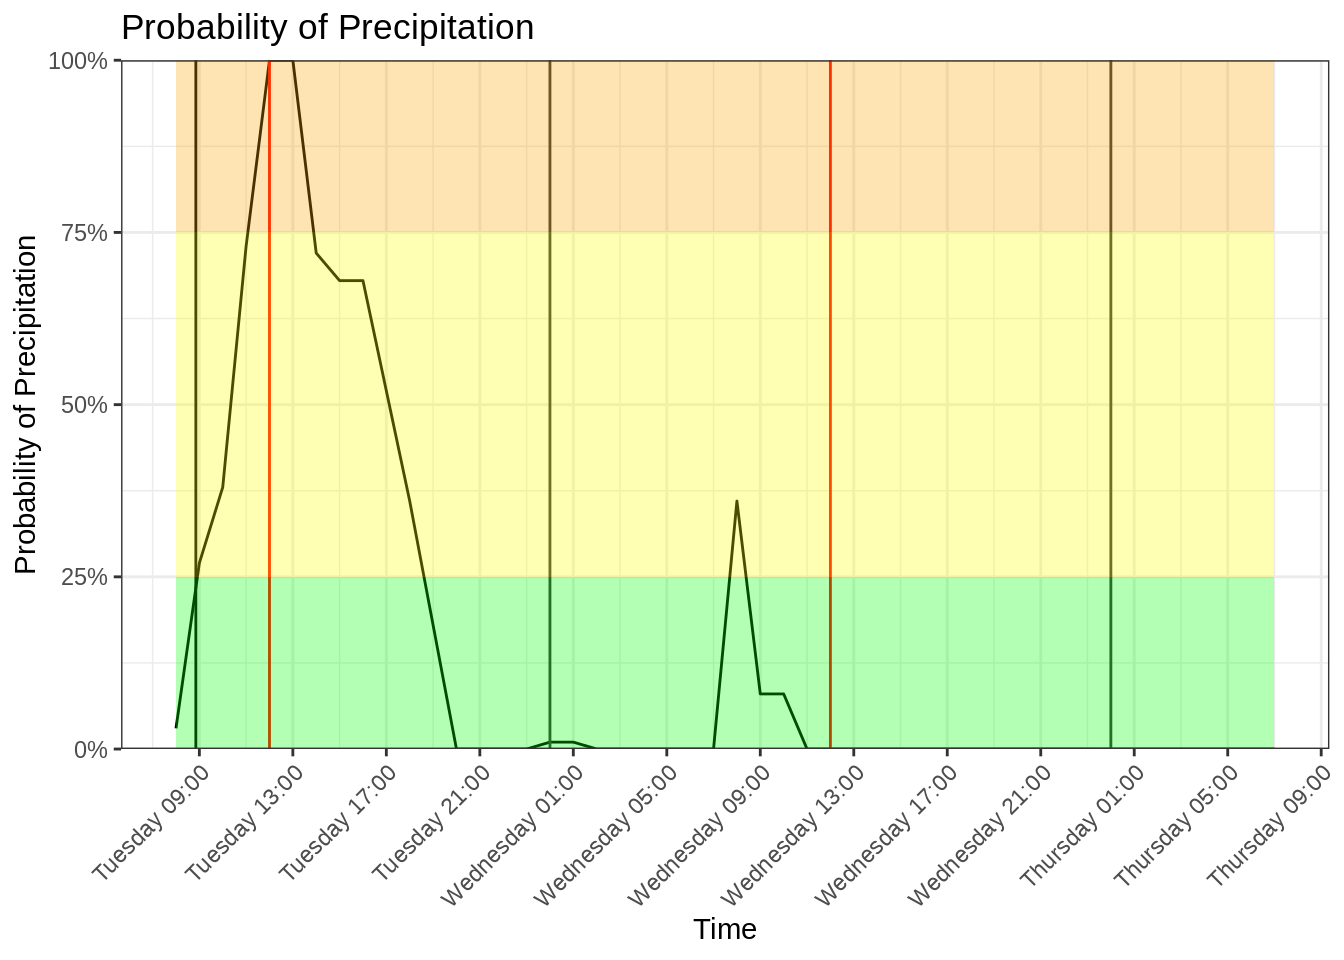 Probability of Precipitation
Probability of Precipitation
100%
75%
50%
25%
0%
Tuesday 09:00
Tuesday 13:00
Tuesday 17:00
Tuesday 21:00
Wednesday 01:00
Wednesday 05:00
Wednesday 09:00
Wednesday 13:00
Wednesday 17:00
Wednesday 21:00
Thursday 01:00
Thursday 05:00
Thursday 09:00
Time